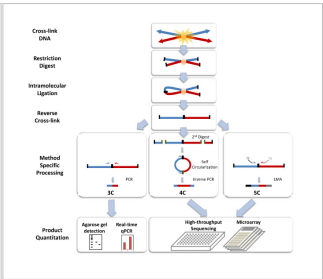 Cross-link
DNA
Restriction
Digest
Intramolecular
Ligation
Reverse
Cross-link
2nd Digest
Method
Specific
Processing
Self
Circularization
PCR
Inverse PCR
LMA
3C
4C
5C
Product
Quantitation
Agarose gel
detection
Real-time
qPCR
High-throughput
Sequencing
Microarray